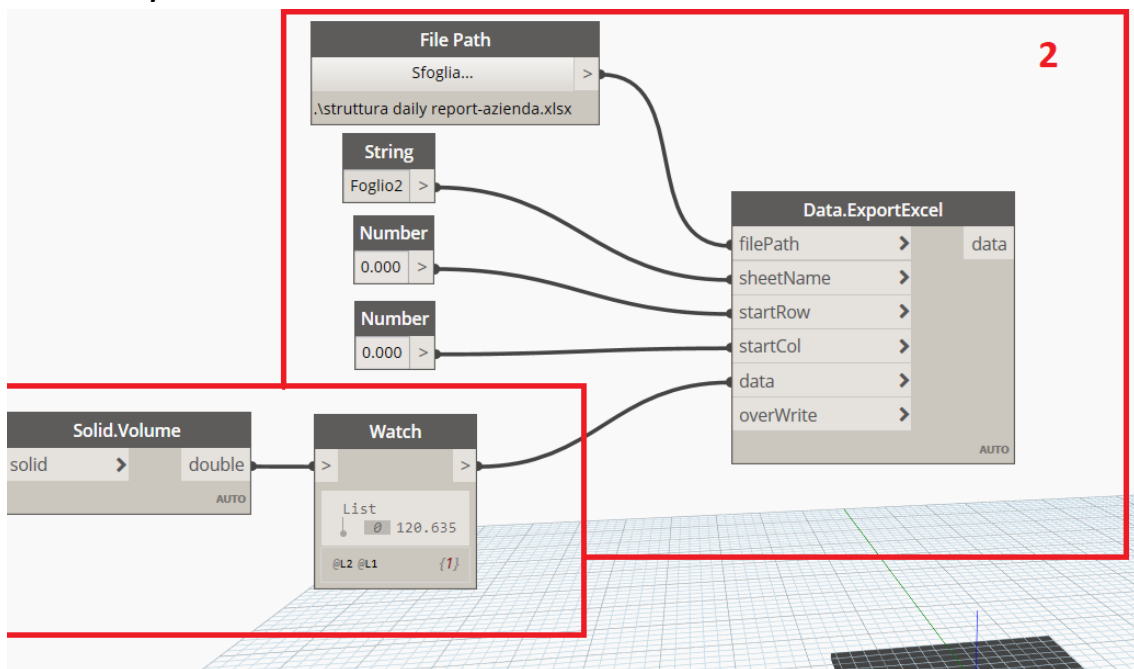 File Path
Sfoglia...
>
.\struttura daily report-azienda.xlsx
2
String
Foglio2 >
Number
0.000 >
Number
0.000 >
Data.ExportExcel
filePath > data
sheetName >
startRow >
startCol >
data >
overWrite >
AUTO
Solid.Volume
solid > double
AUTO
Watch
> >
List
0 120.635
@L2 @L1 {1}